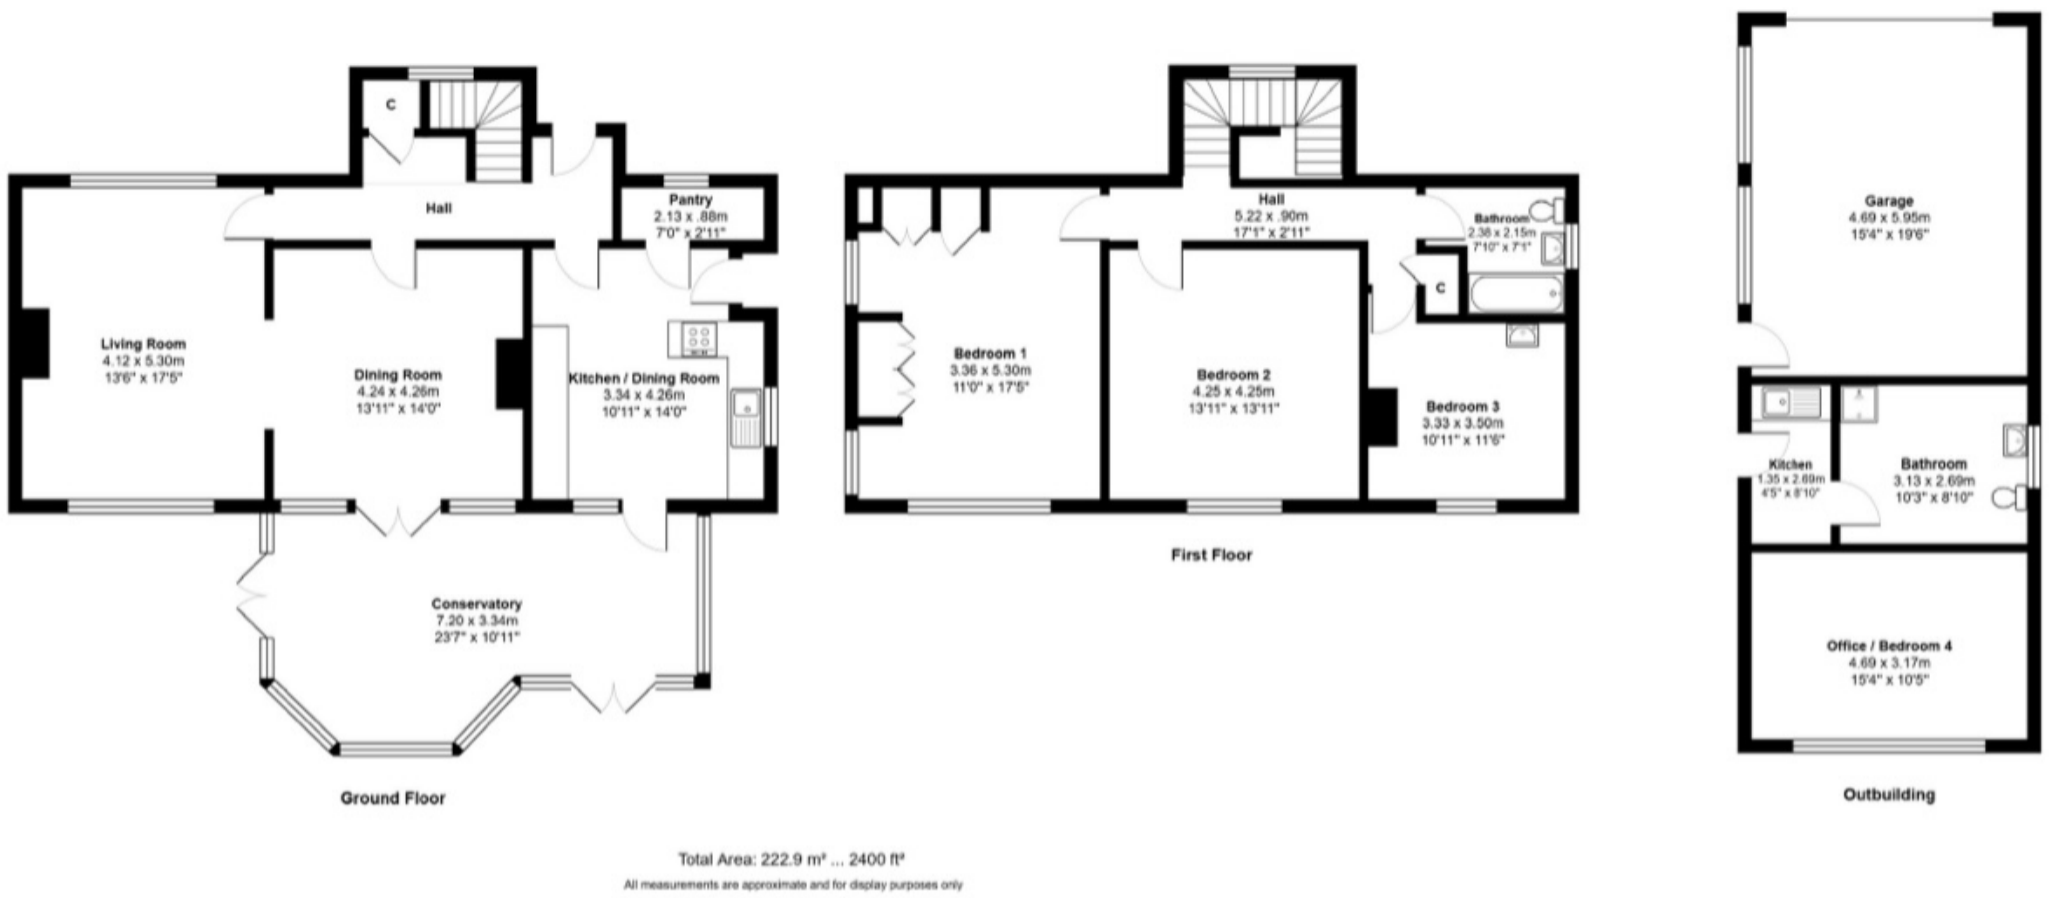 C
Hall
Pantry
2.13 x .88m
7'0" x 2'11"
Living Room
4.12 x 5.30m
13'6" x 17'5"
Dining Room
4.24 x 4.26m
13'11" x 14'0"
Kitchen / Dining Room
3.34 x 4.26m
10'11" x 14'0"
Conservatory
7.20 x 3.34m
23'7" x 10'11"
Ground Floor
Hall
5.22 x .90m
17'1" x 2'11"
Bathroom
2.38 x 2.15m
7'10" x 7'1"
C
Bedroom 1
3.36 x 5.30m
11'0" x 17'5"
Bedroom 2
4.25 x 4.25m
13'11" x 13'11"
Bedroom 3
3.33 x 3.50m
10'11" x 11'6"
First Floor
Garage
4.69 x 5.95m
15'4" x 19'6"
Kitchen
1.35 x 2.69m
4'5" x 8'10"
Bathroom
3.13 x 2.69m
10'3" x 8'10"
Office / Bedroom 4
4.69 x 3.17m
15'4" x 10'5"
Outbuilding
Total Area: 222.9 m² ... 2400 ft²
All measurements are approximate and for display purposes only